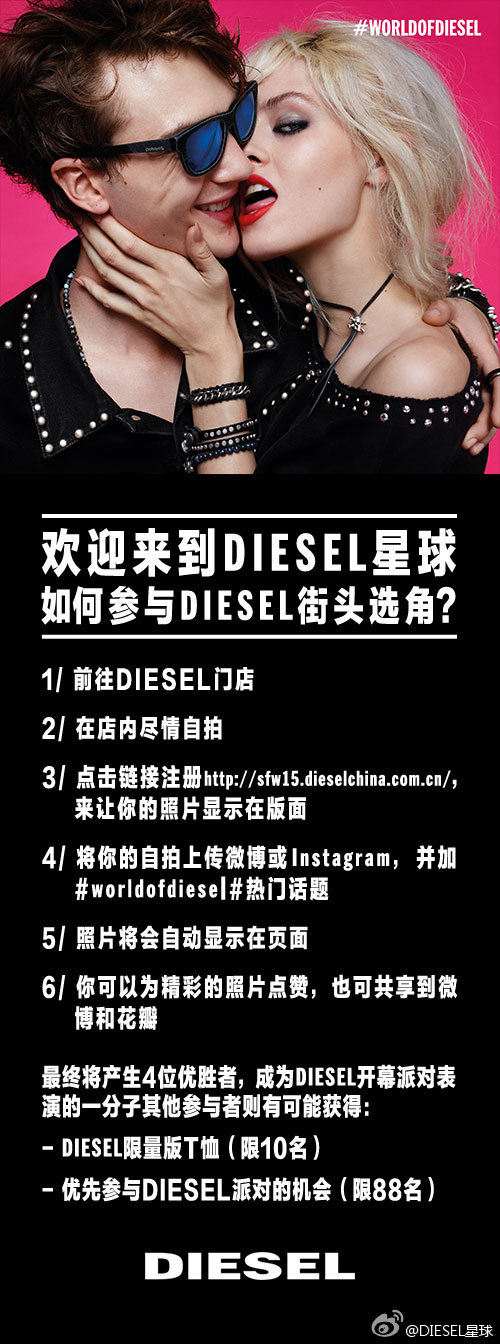 #WORLDOFDIESEL
欢迎来到DIESEL星球
如何参与DIESEL街头选角?
1/ 前往DIESEL门店
2/ 在店内尽情自拍
3/ 点击链接注册http://sfw15.dieselchina.com.cn/,
来让你的照片显示在版面
4/ 将你的自拍上传微博或Instagram, 并加
#worldofdiesel#热门话题
5/ 照片将会自动显示在页面
6/ 你可以为精彩的照片点赞, 也可共享到微
博和花瓣
最终将产生4位优胜者, 成为DIESEL开幕派对表
演的一分子其他参与者则有可能获得:
- DIESEL限量版T恤 (限10名)
- 优先参与DIESEL派对的机会 (限88名)
DIESEL
@DIESEL星球